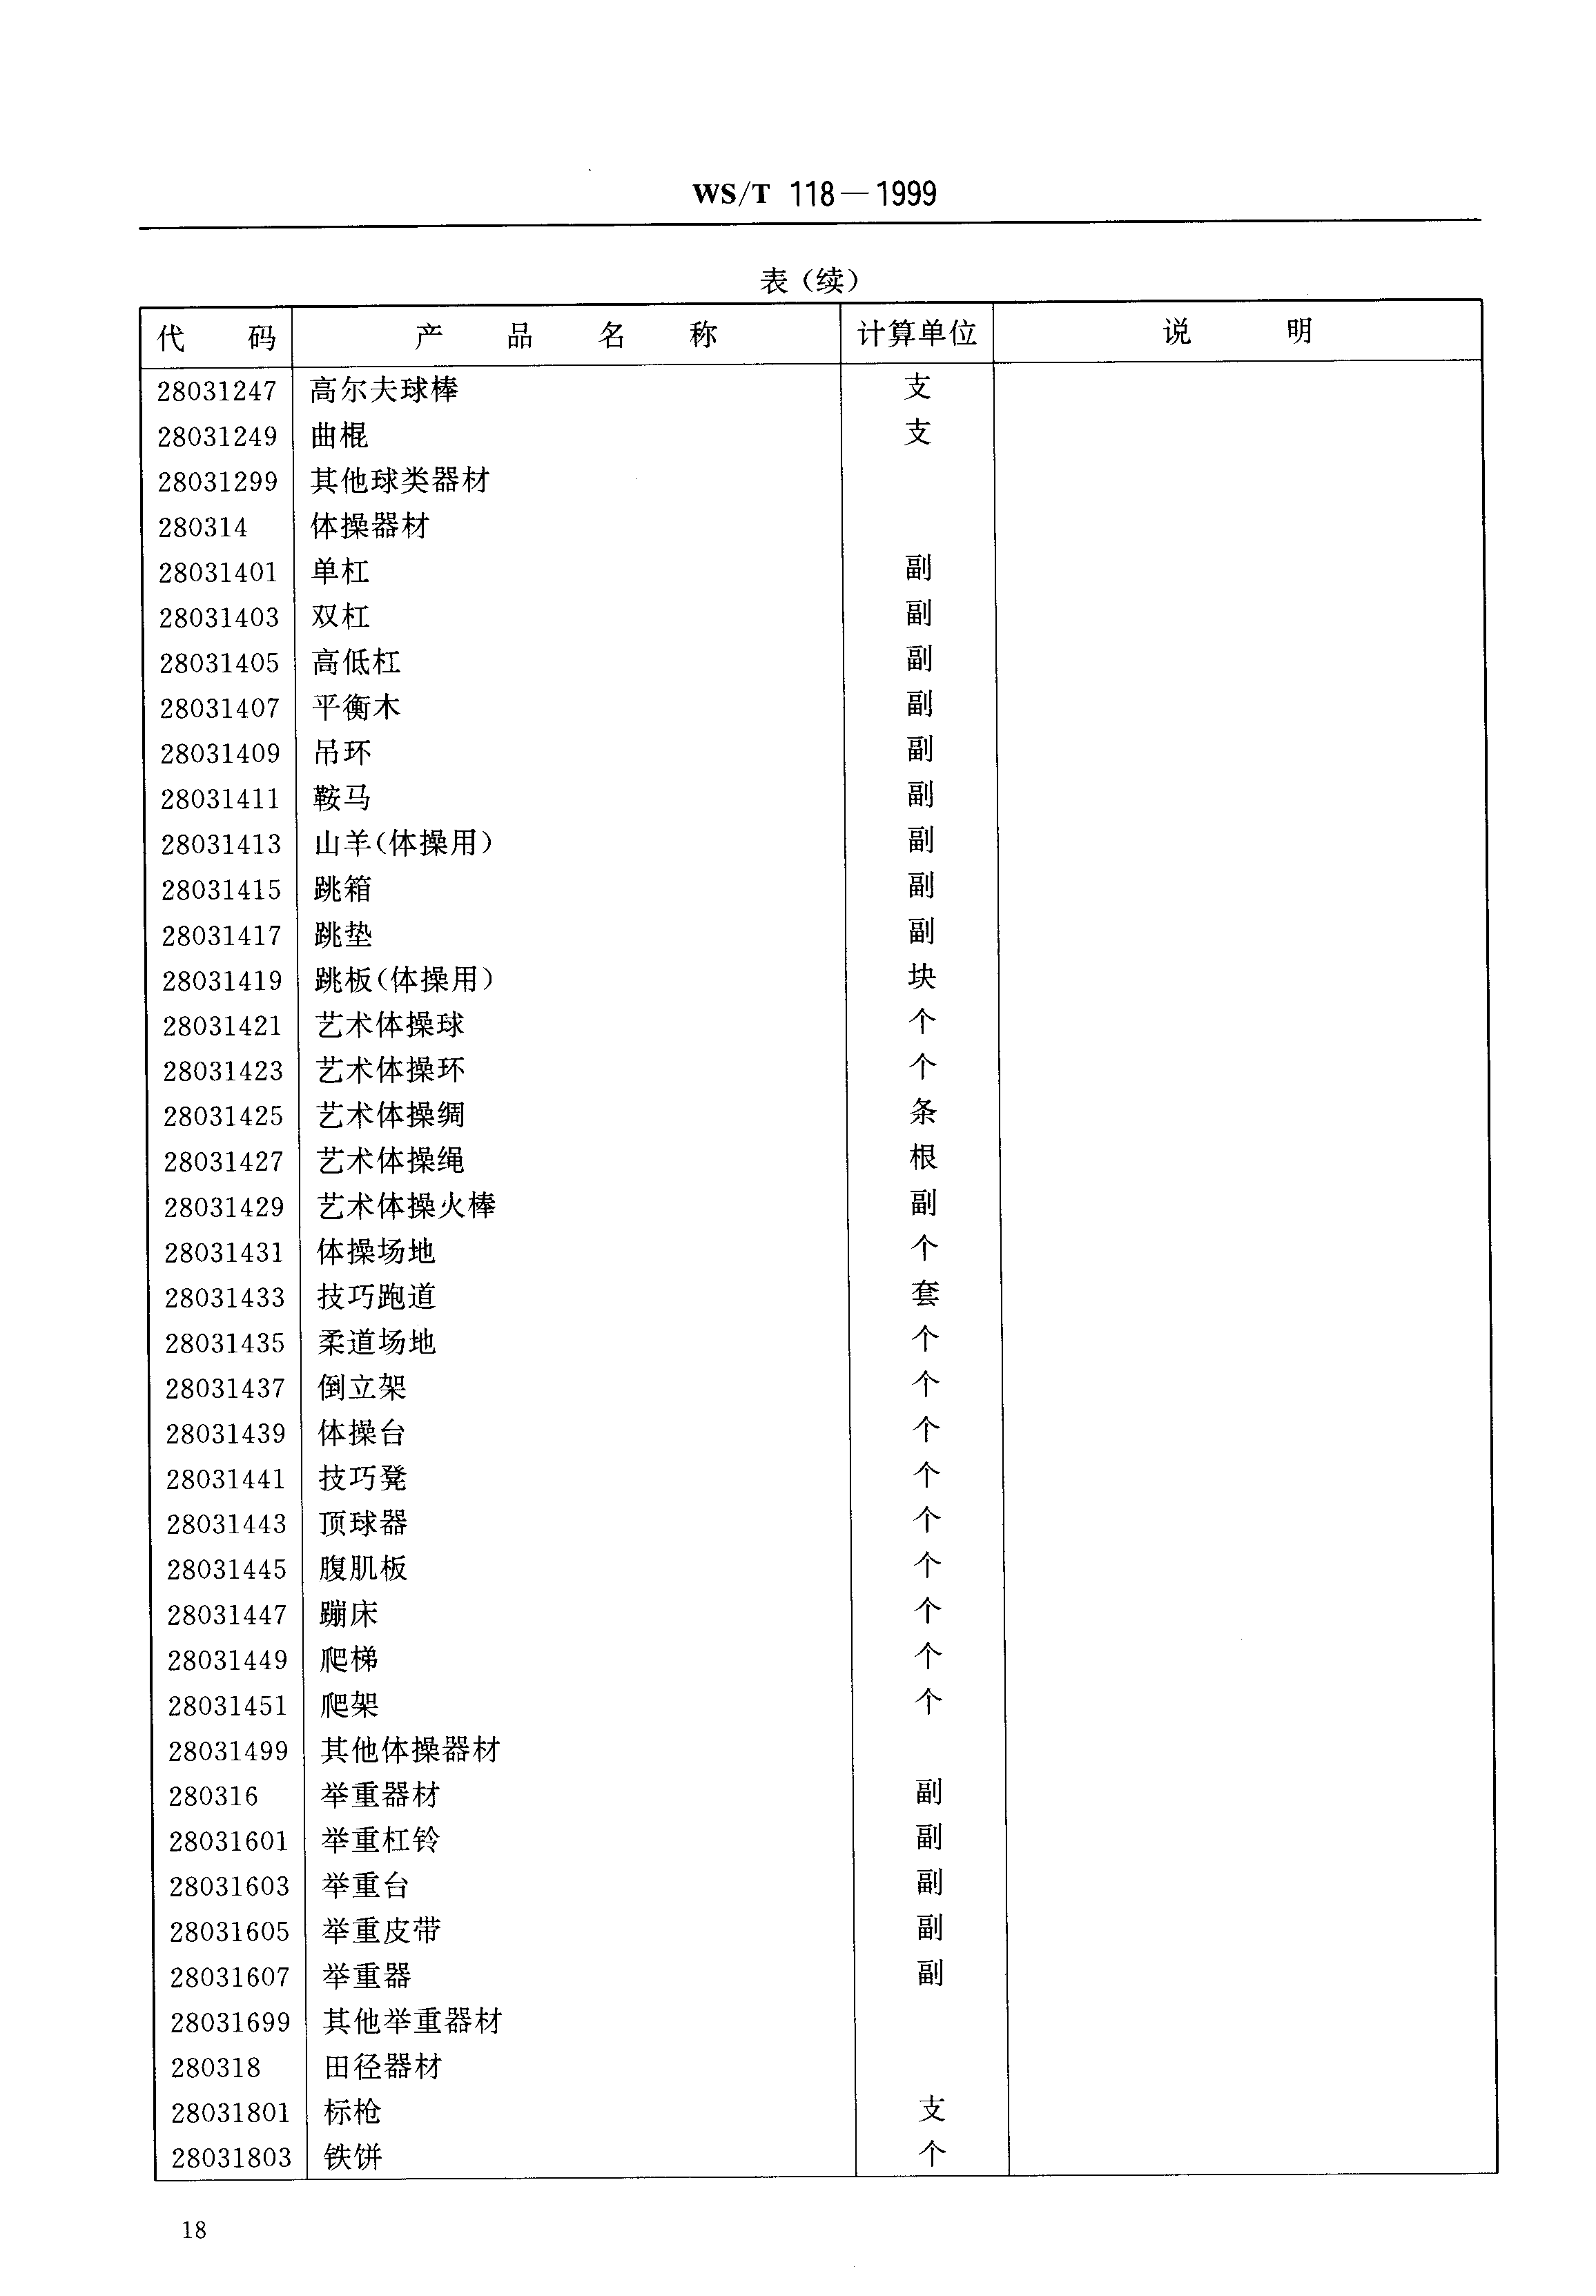 WS/T 118—1999
表（续）
代 码 产 品 名 称 计算单位 说 明
28031247 高尔夫球棒 支
28031249 曲棍 支
28031299 其他球类器材
280314 体操器材
28031401 单杠 副
28031403 双杠 副
28031405 高低杠 副
28031407 平衡木 副
28031409 吊环 副
28031411 鞍马 副
28031413 山羊(体操用) 副
28031415 跳箱 副
28031417 跳垫 副
28031419 跳板(体操用) 块
28031421 艺术体操球 个
28031423 艺术体操环 个
28031425 艺术体操绸 条
28031427 艺术体操绳 根
28031429 艺术体操火棒 副
28031431 体操场地 个
28031433 技巧跑道 套
28031435 柔道场地 个
28031437 倒立架 个
28031439 体操台 个
28031441 技巧凳 个
28031443 顶球器 个
28031445 腹肌板 个
28031447 蹦床 个
28031449 爬梯 个
28031451 爬架 个
28031499 其他体操器材
280316 举重器材 副
28031601 举重杠铃 副
28031603 举重台 副
28031605 举重皮带 副
28031607 举重器 副
28031699 其他举重器材
280318 田径器材
28031801 标枪 支
28031803 铁饼 个
18